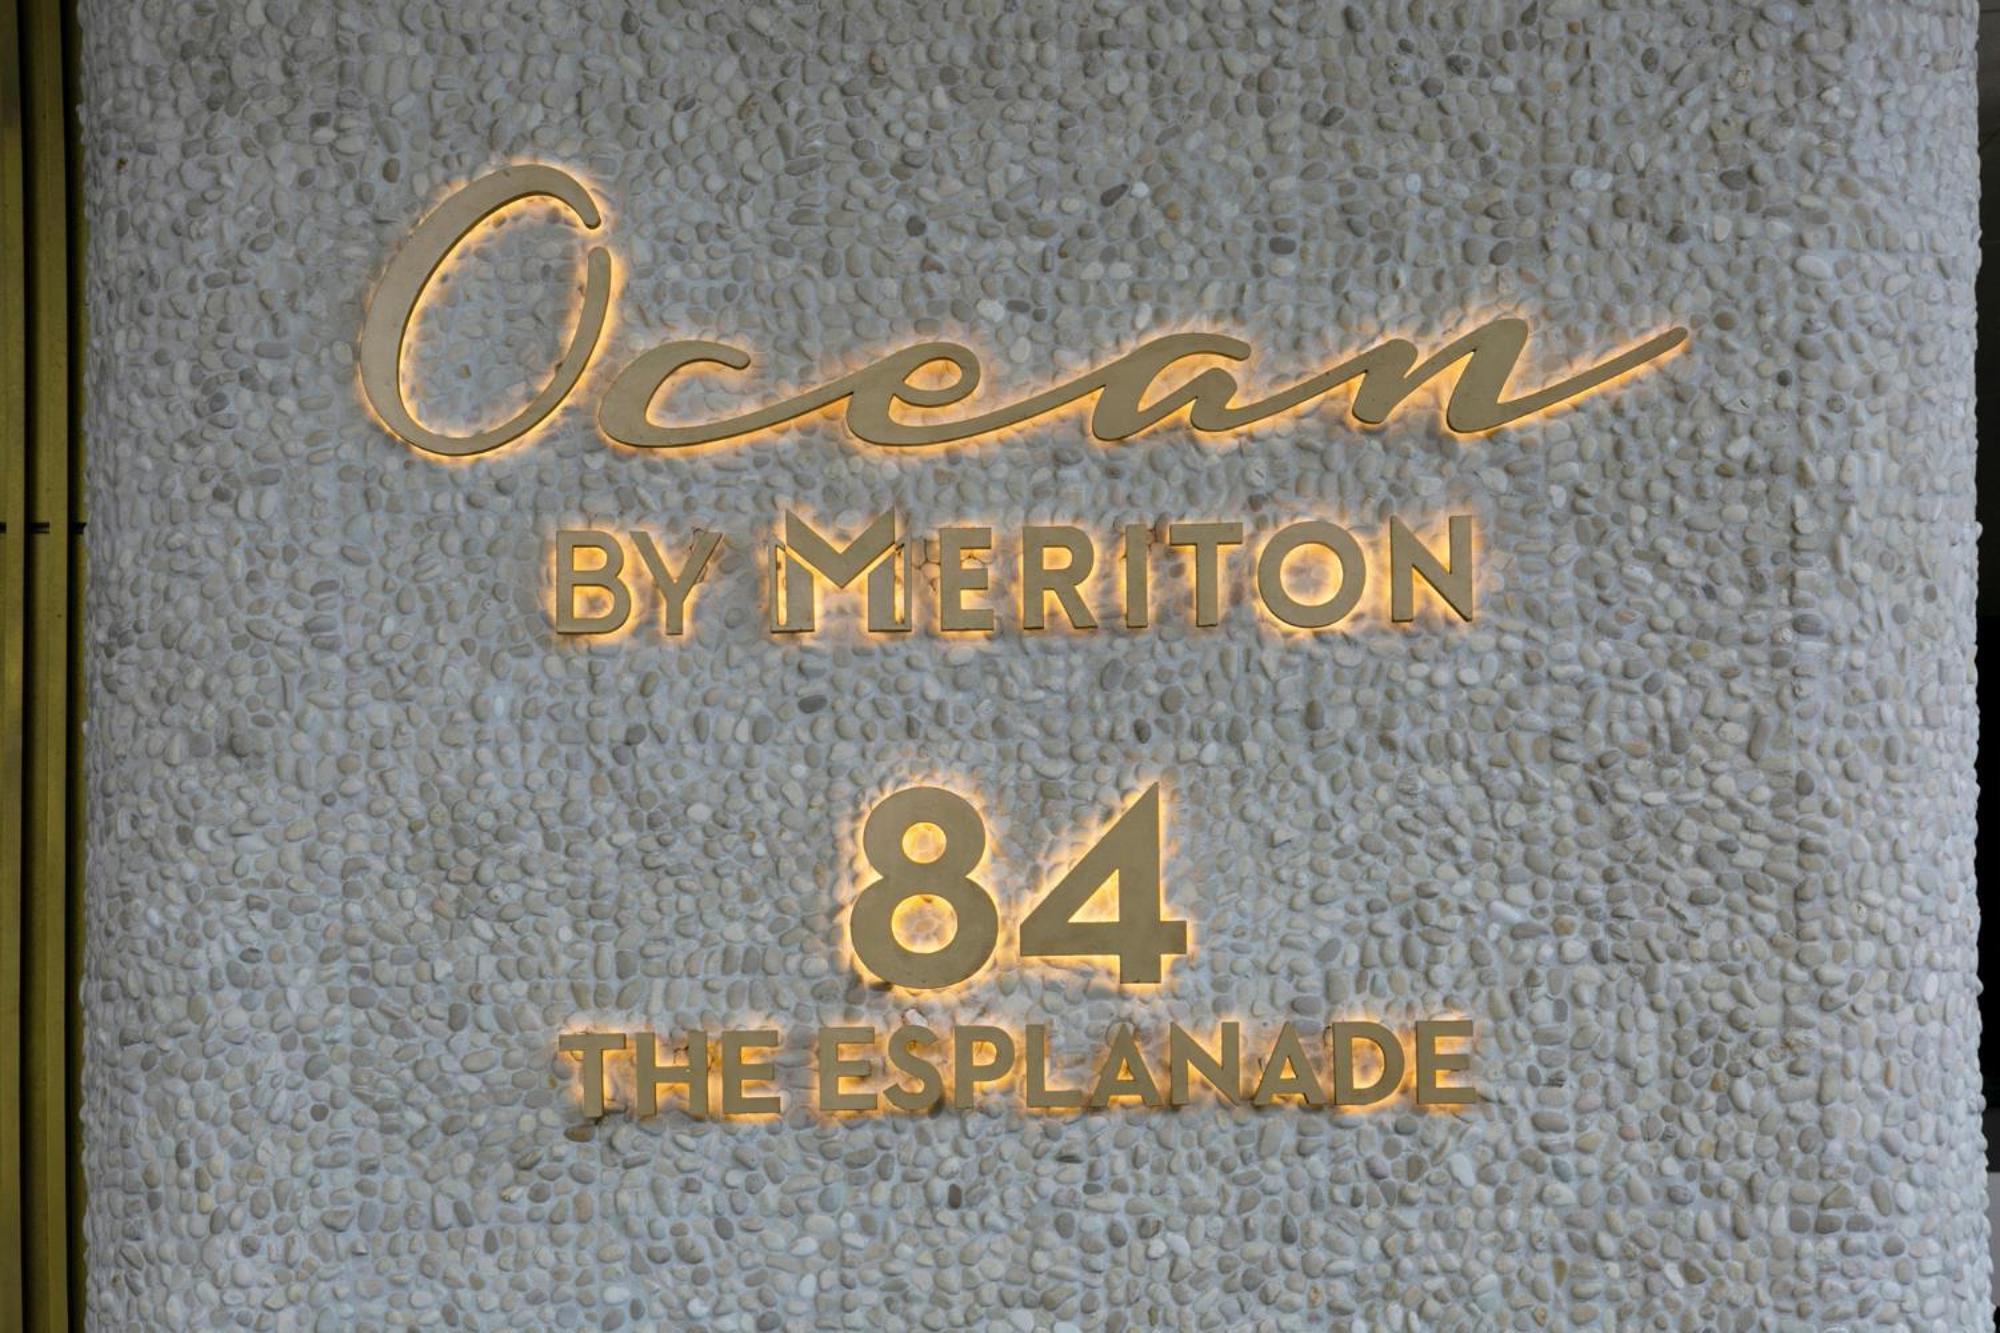 Ocean
BY MERITON
84
THE ESPLANADE